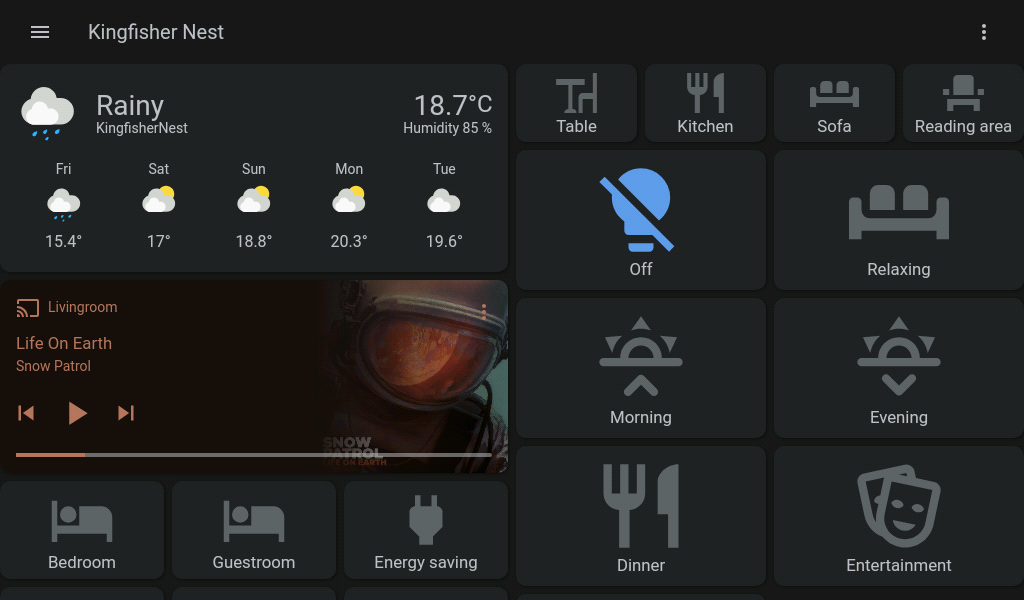 Kingfisher Nest
Rainy
KingfisherNest
18.7°C
Humidity 85 %
Fri Sat Sun Mon Tue
15.4° 17° 18.8° 20.3° 19.6°
Livingroom
Life On Earth
Snow Patrol
SNOW
PATROL
LIFE ON EARTH
Bedroom
Guestroom
Energy saving
Table
Kitchen
Sofa
Reading area
Off
Relaxing
Morning
Evening
Dinner
Entertainment